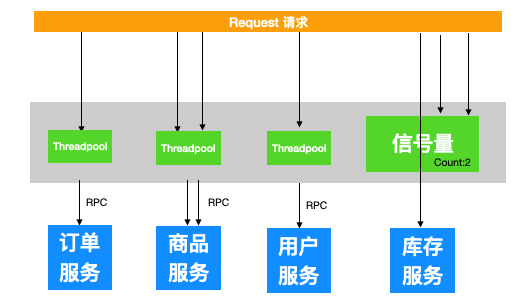 Request 请求
Threadpool
Threadpool
Threadpool
信号量
Count:2
RPC
RPC
RPC
订单
服务
商品
服务
用户
服务
库存
服务